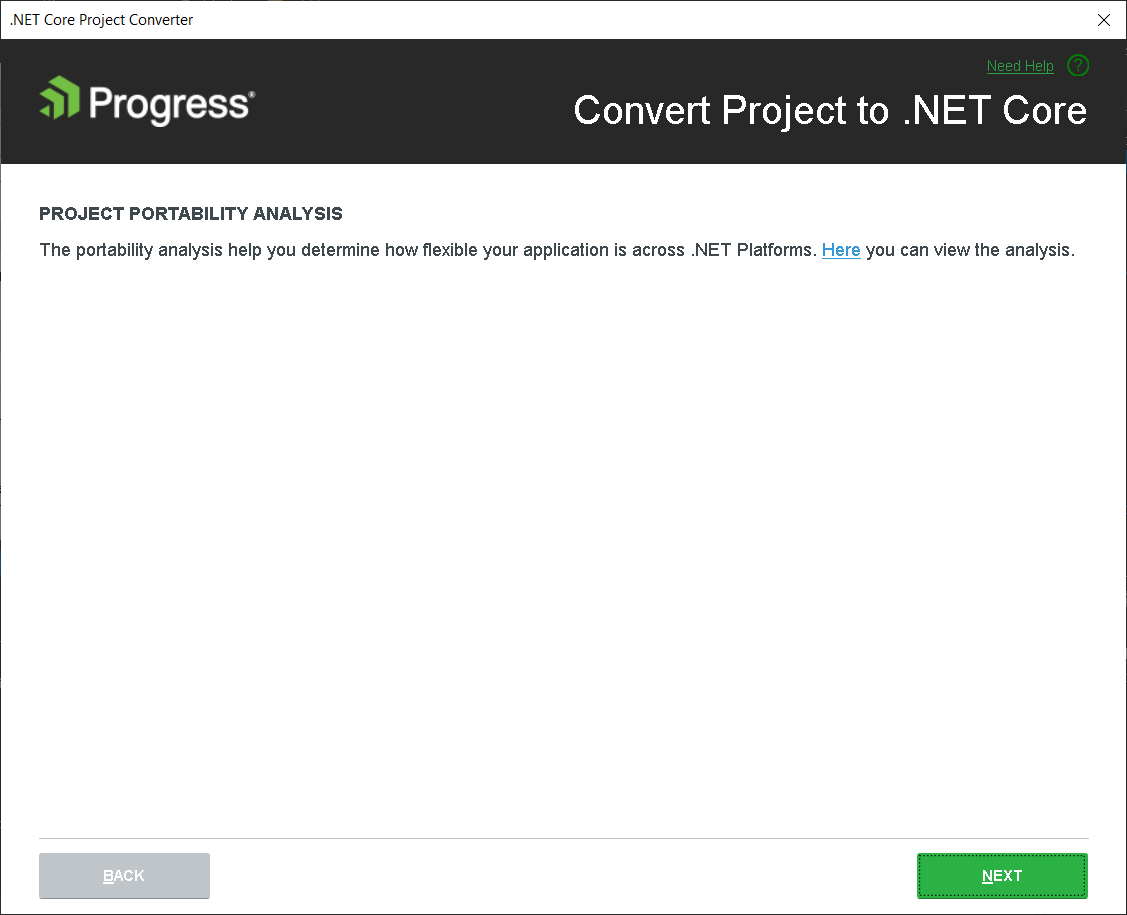 .NET Core Project Converter
Need Help ?
Progress®
Convert Project to .NET Core
PROJECT PORTABILITY ANALYSIS
The portability analysis help you determine how flexible your application is across .NET Platforms. Here you can view the analysis.
BACK
NEXT